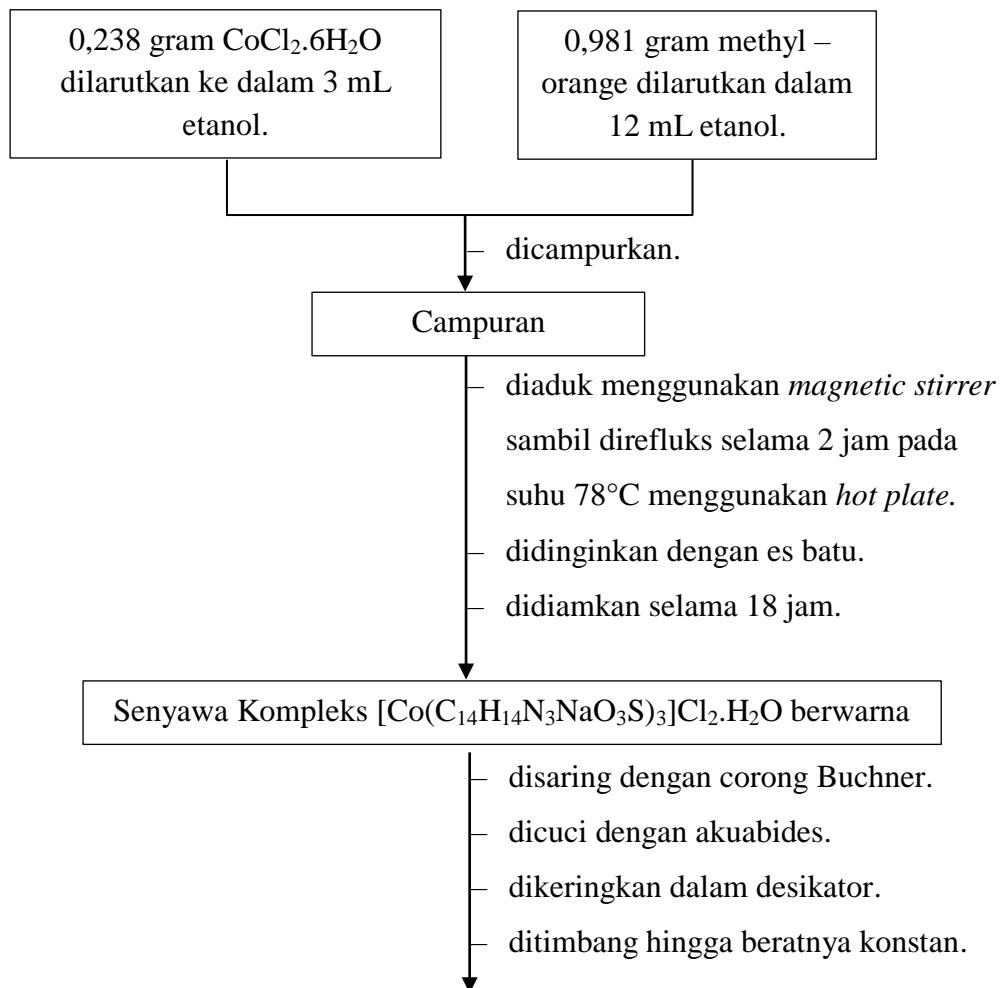 0,238 gram CoCl₂.6H₂O
dilarutkan ke dalam 3 mL
etanol.
0,981 gram methyl –
orange dilarutkan dalam
12 mL etanol.
– dicampurkan.
Campuran
– diaduk menggunakan magnetic stirrer
sambil direfluks selama 2 jam pada
suhu 78°C menggunakan hot plate.
– didinginkan dengan es batu.
– didiamkan selama 18 jam.
Senyawa Kompleks [Co(C₁₄H₁₄N₃NaO₃S)₃]Cl₂.H₂O berwarna
– disaring dengan corong Buchner.
– dicuci dengan akuabides.
– dikeringkan dalam desikator.
– ditimbang hingga beratnya konstan.